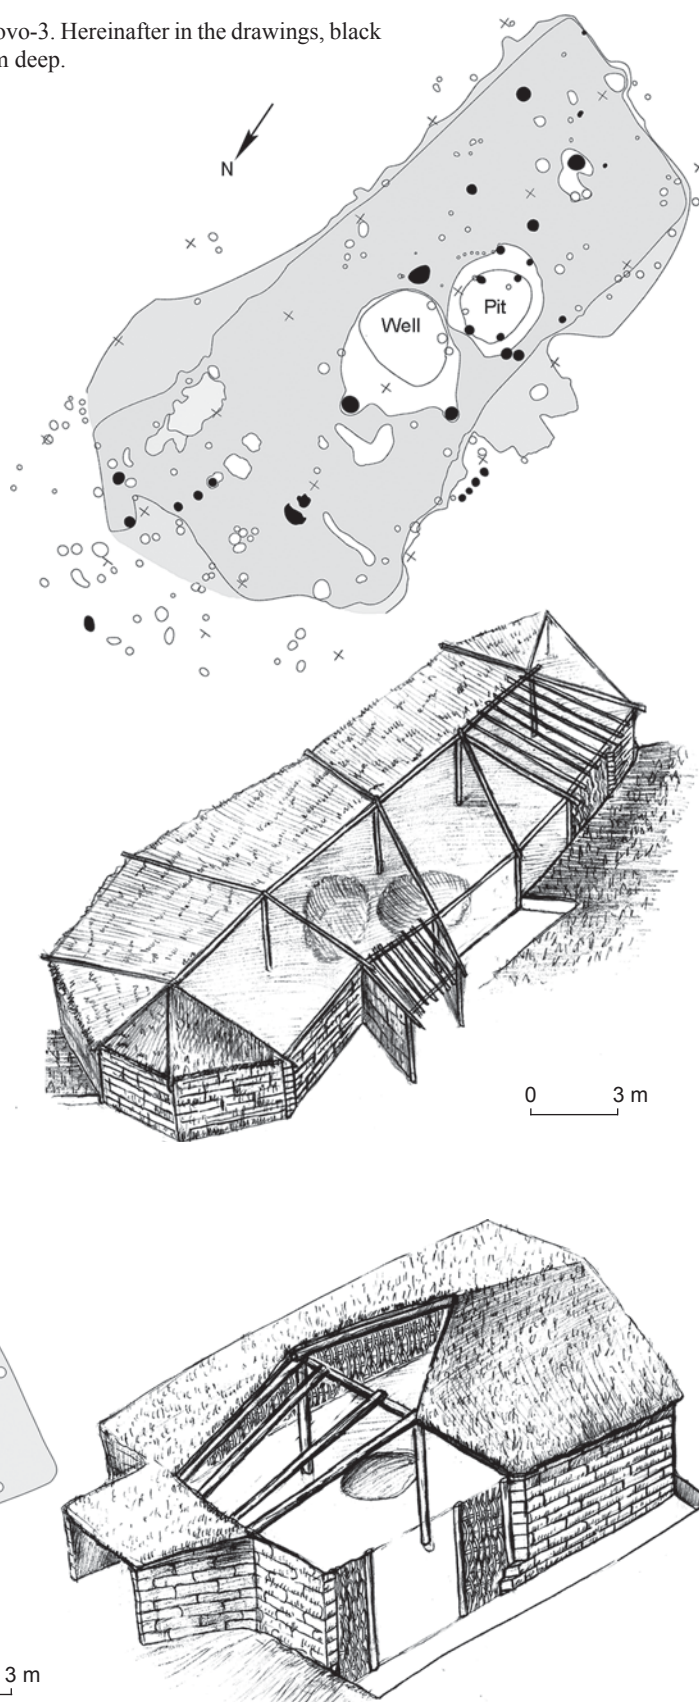 ovo-3. Hereinafter in the drawings, black
m deep.
N
Well
Pit
0 3 m
3 m